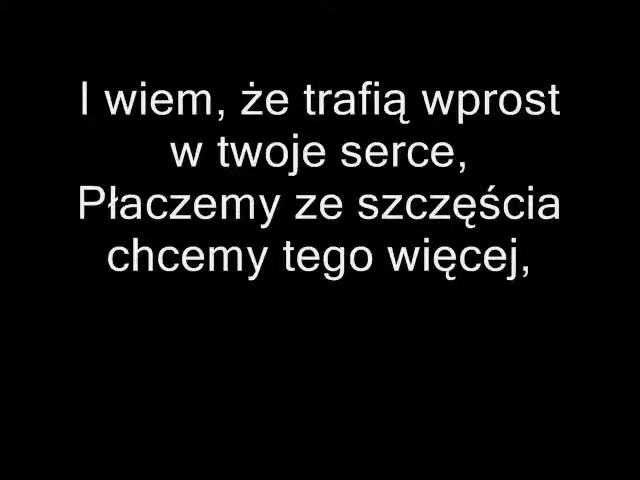 I wiem, że trafią wprost
w twoje serce,
Płaczemy ze szczęścia
chcemy tego więcej,